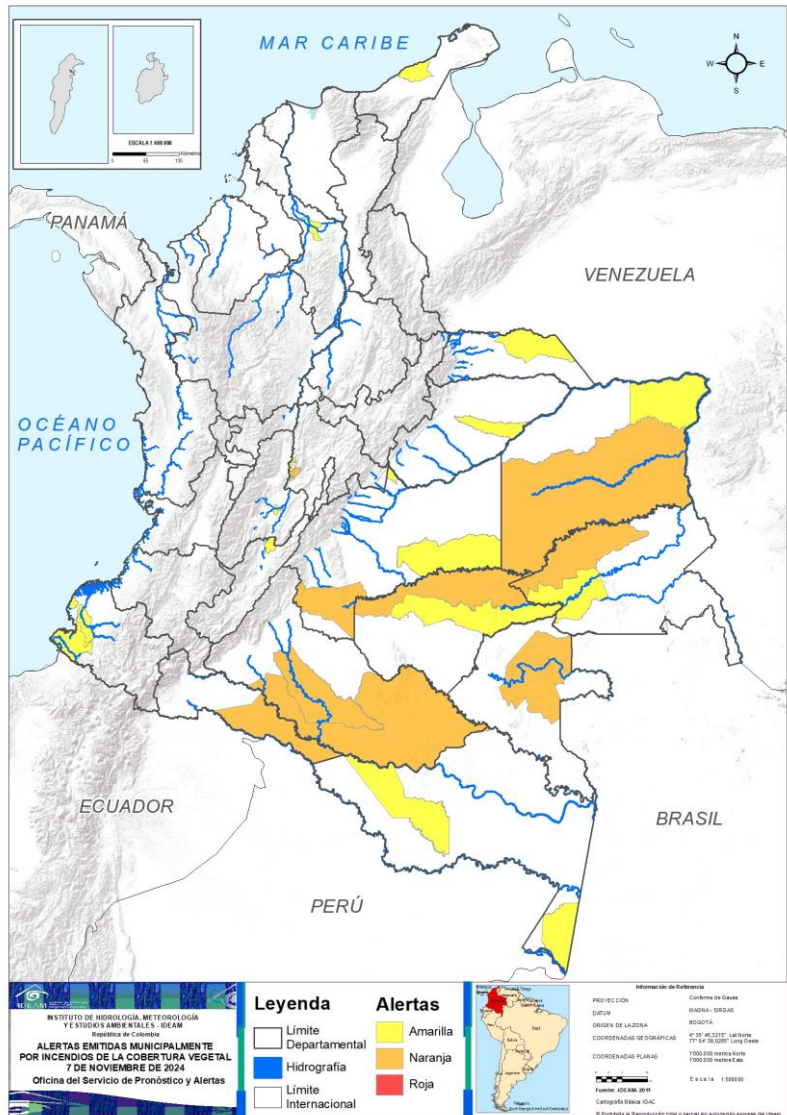 MAR CARIBE
N
W
E
S
ESCALA 1:400.000
0 65 130
PANAMÁ
VENEZUELA
OCÉANO
PACÍFICO
ECUADOR
BRASIL
PERÚ
IDEAM
INSTITUTO DE HIDROLOGÍA, METEOROLOGÍA
Y ESTUDIOS AMBIENTALES - IDEAM
República de Colombia
ALERTAS EMITIDAS MUNICIPALMENTE
POR INCENDIOS DE LA COBERTURA VEGETAL
7 DE NOVIEMBRE DE 2024
Oficina del Servicio de Pronóstico y Alertas
Leyenda
Límite
Departamental
Hidrografía
Límite
Internacional
Alertas
Amarilla
Naranja
Roja
Información de Referencia
PROYECCIÓN Conforme de Gauss
DATUM MAGNA - SIRGAS
ORIGEN DE LA ZONA BOGOTÁ
COORDENADAS GEOGRÁFICAS
COORDENADAS PLANAS 1'000.000 metros Norte
1'000.000 metros Este
Escala
Fuente: IDEAM 2011
Cartografía Básica IGAC